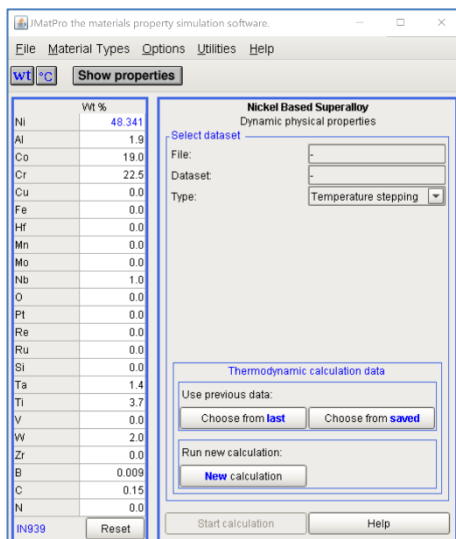 JMatPro the materials property simulation software.
File Material Types Options Utilities Help
wt °C Show properties
Wt %
Ni 48.341
Al 1.9
Co 19.0
Cr 22.5
Cu 0.0
Fe 0.0
Hf 0.0
Mn 0.0
Mo 0.0
Nb 1.0
O 0.0
Pt 0.0
Re 0.0
Ru 0.0
Si 0.0
Ta 1.4
Ti 3.7
V 0.0
W 2.0
Zr 0.0
B 0.009
C 0.15
N 0.0
IN939 Reset
Nickel Based Superalloy
Dynamic physical properties
Select dataset
File: -
Dataset: -
Type: Temperature stepping
Thermodynamic calculation data
Use previous data:
Choose from last Choose from saved
Run new calculation:
New calculation
Start calculation Help